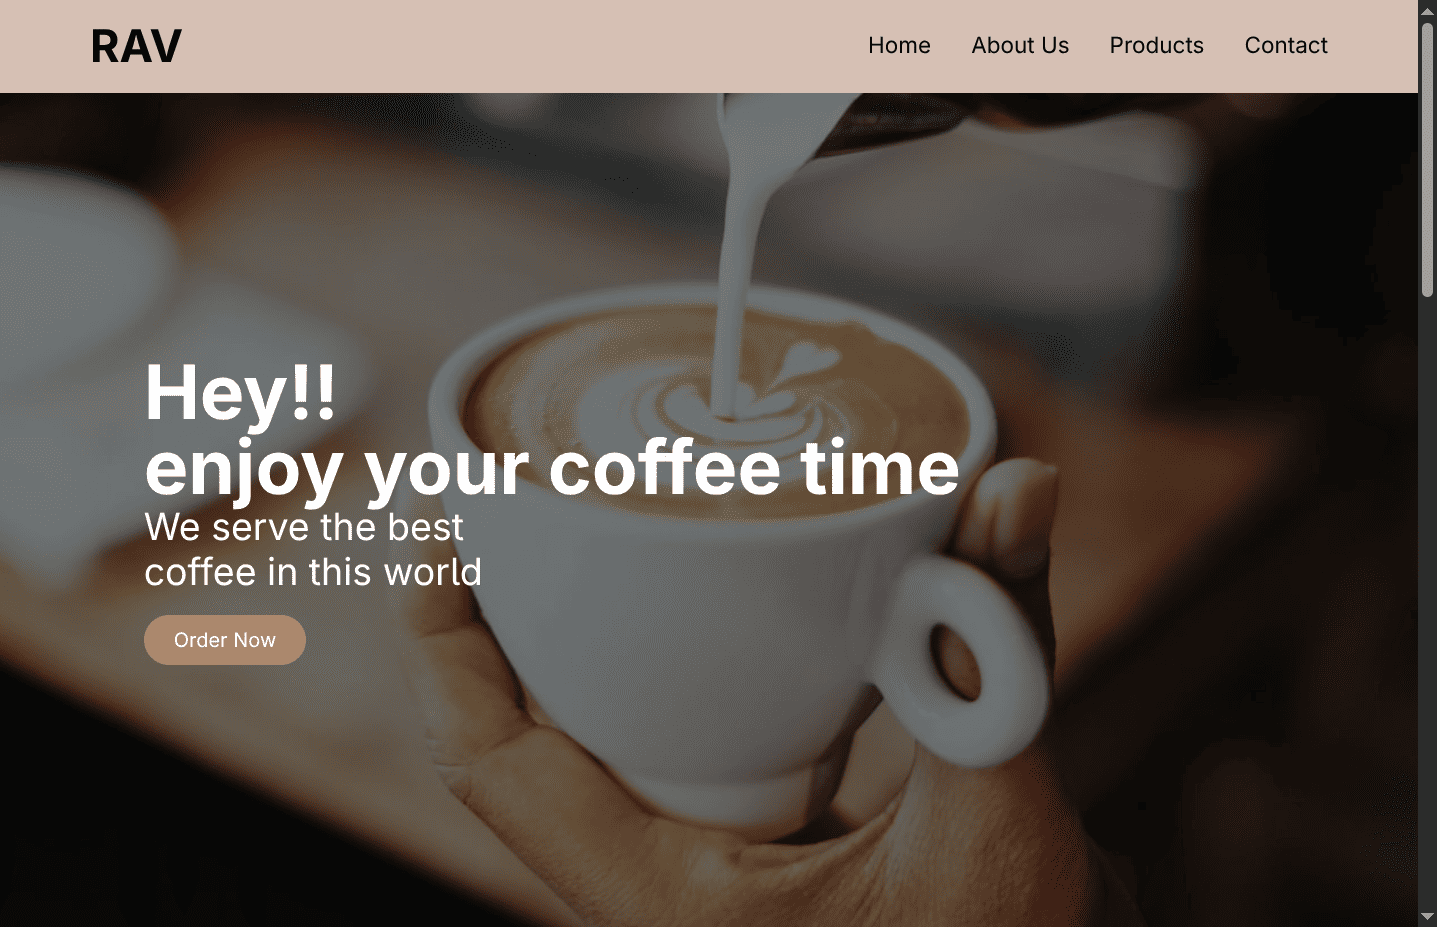 RAV
Home About Us Products Contact
Hey!!
enjoy your coffee time
We serve the best
coffee in this world
Order Now